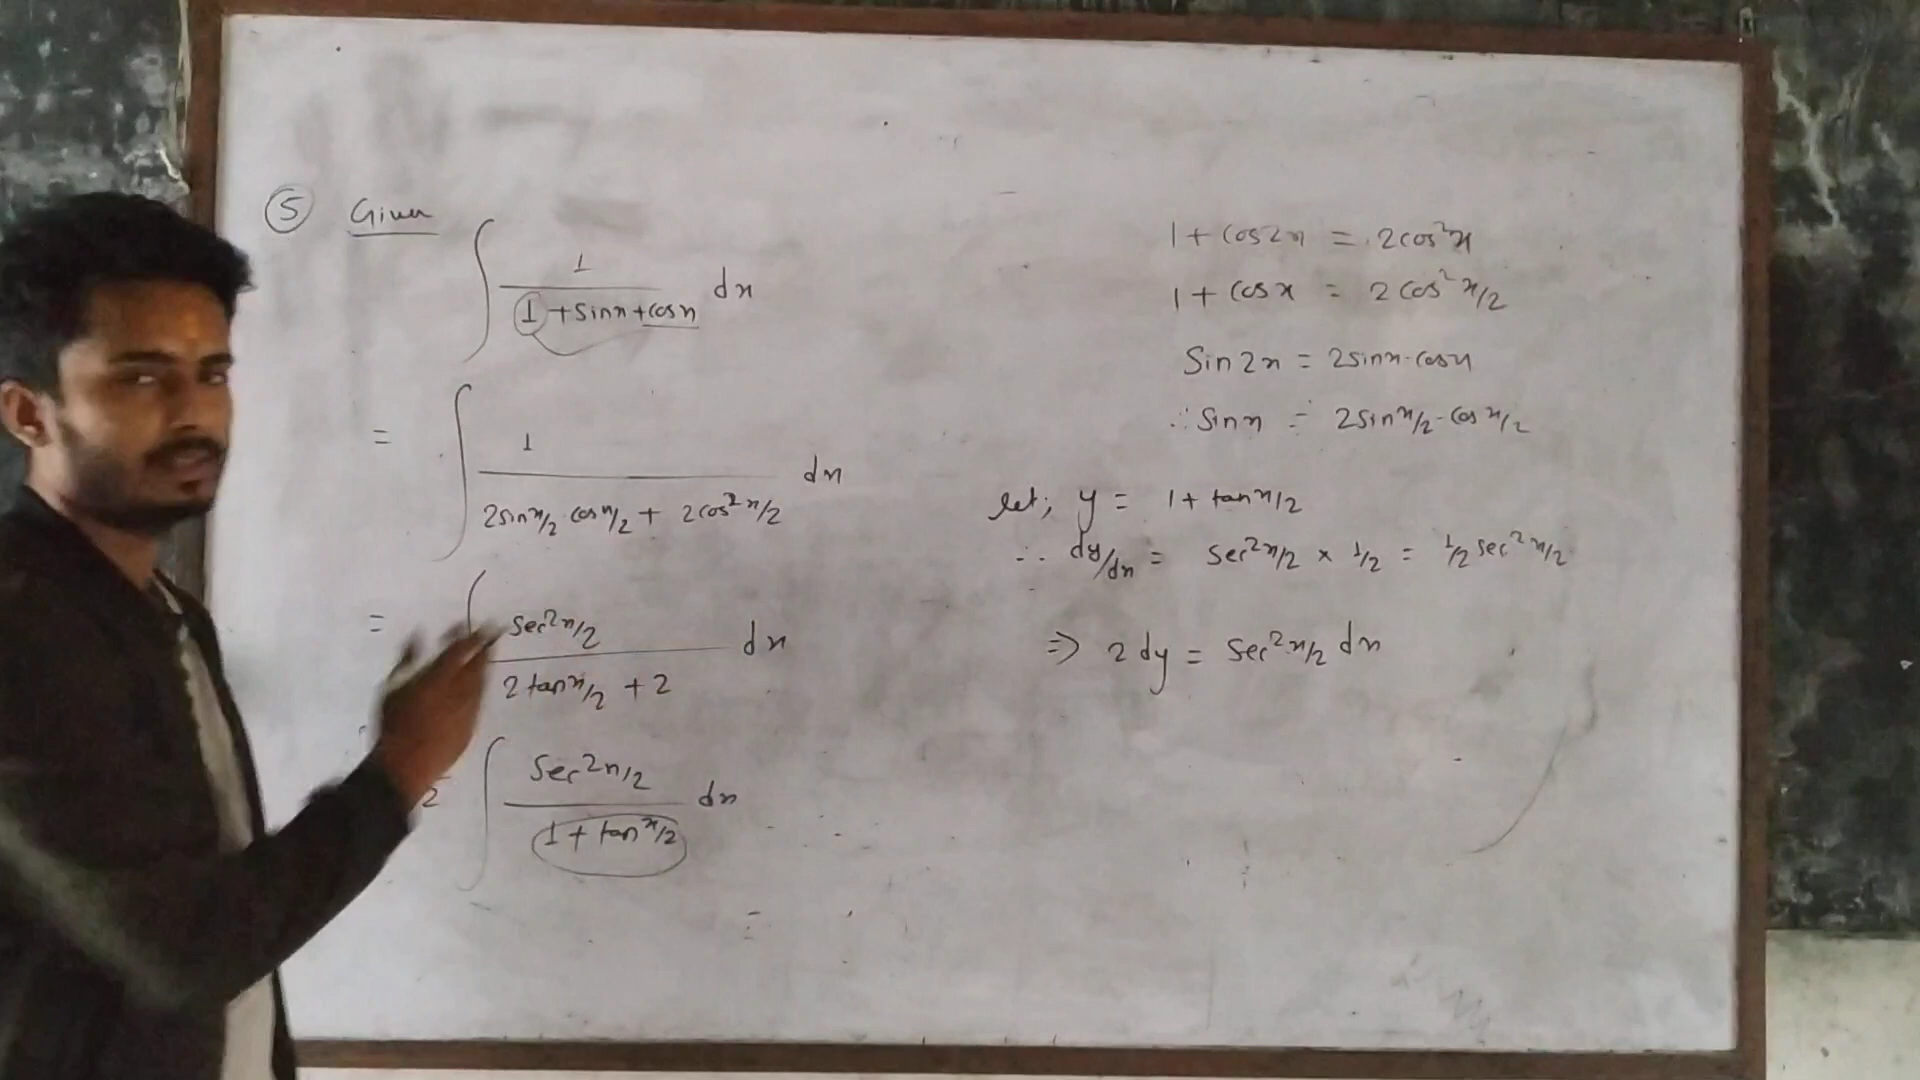 ⑤ Given ∫ 1/(1 + sinx + cosx) dx
= ∫ 1/(2sinx/2 cosx/2 + 2cos²x/2) dx
= ∫ sec²x/2 / (2tanx/2 + 2) dx
2 ∫ sec²x/2 / (1 + tanx/2) dx
=
1 + cos2x = 2cos²x
1 + cosx = 2cos²x/2
Sin2x = 2sinx·cosx
∴ Sinx = 2sinx/2·cosx/2
let; y = 1 + tanx/2
∴ dy/dx = sec²x/2 × 1/2 = 1/2 sec²x/2
⇒ 2dy = sec²x/2 dx